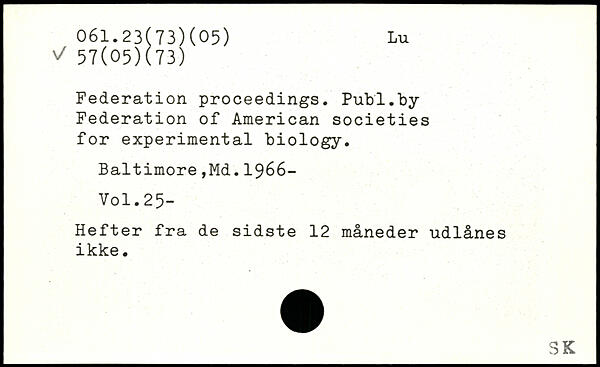 061.23(73)(05) Lu
✓ 57(05)(73)
Federation proceedings. Publ.by
Federation of American societies
for experimental biology.
Baltimore,Md.1966-
Vol.25-
Hefter fra de sidste 12 måneder udlånes
ikke.
SK